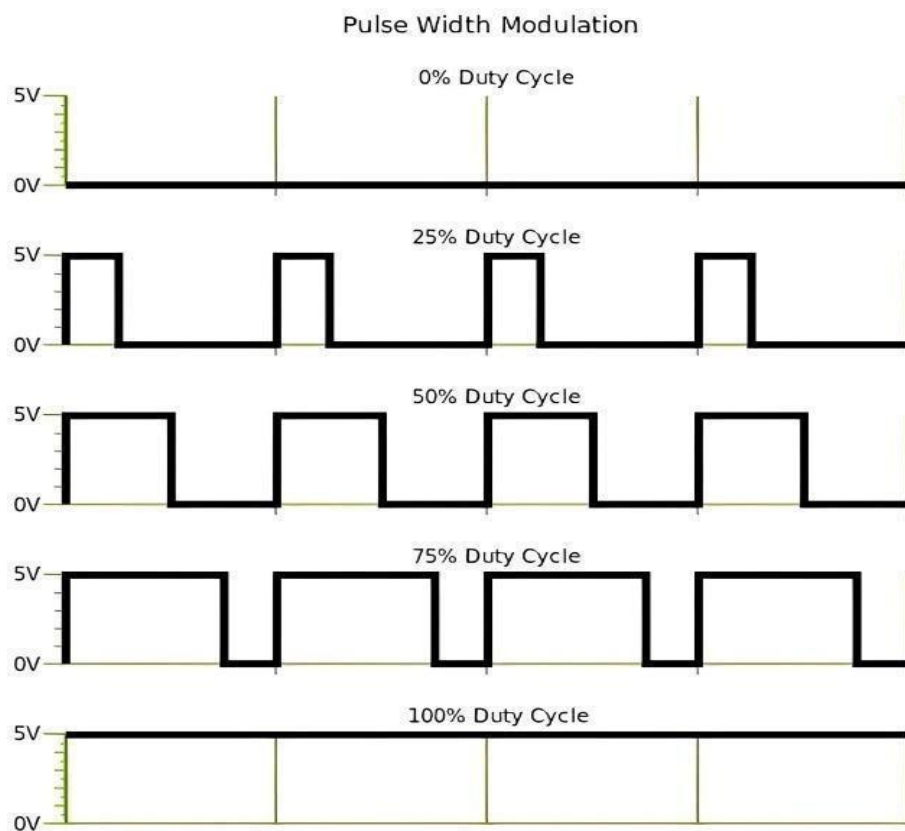 Pulse Width Modulation
0% Duty Cycle
5V
0V
25% Duty Cycle
5V
0V
50% Duty Cycle
5V
0V
75% Duty Cycle
5V
0V
100% Duty Cycle
5V
0V